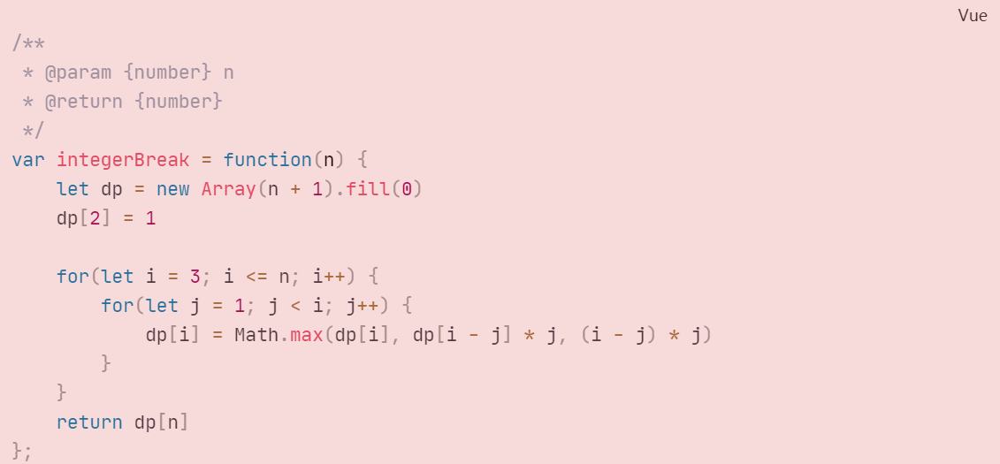 Vue
/**
 * @param {number} n
 * @return {number}
 */
var integerBreak = function(n) {
    let dp = new Array(n + 1).fill(0)
    dp[2] = 1

    for(let i = 3; i <= n; i++) {
        for(let j = 1; j < i; j++) {
            dp[i] = Math.max(dp[i], dp[i - j] * j, (i - j) * j)
        }
    }
    return dp[n]
};